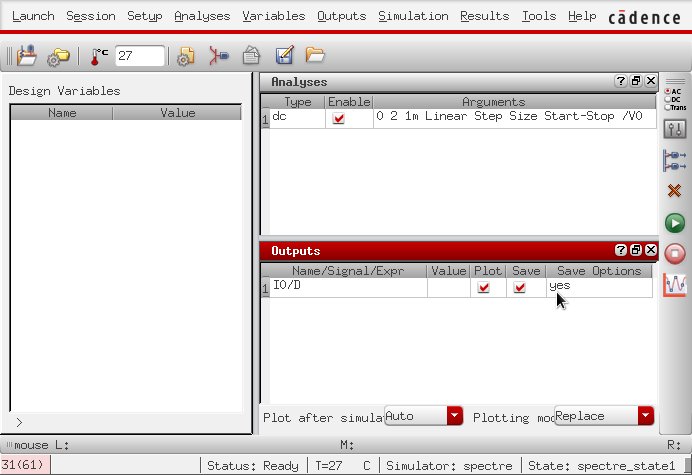 Launch Session Setup Analyses Variables Outputs Simulation Results Tools Help cādence
°C 27
Design Variables
Name Value
>
Analyses
Type Enable Arguments
1 dc 0 2 1m Linear Step Size Start-Stop /V0
Outputs
Name/Signal/Expr Value Plot Save Save Options
1 I0/D yes
Plot after simula Auto Plotting mod Replace
AC
DC
Trans
mouse L: M: R:
31(61) Status: Ready T=27 C Simulator: spectre State: spectre_state1